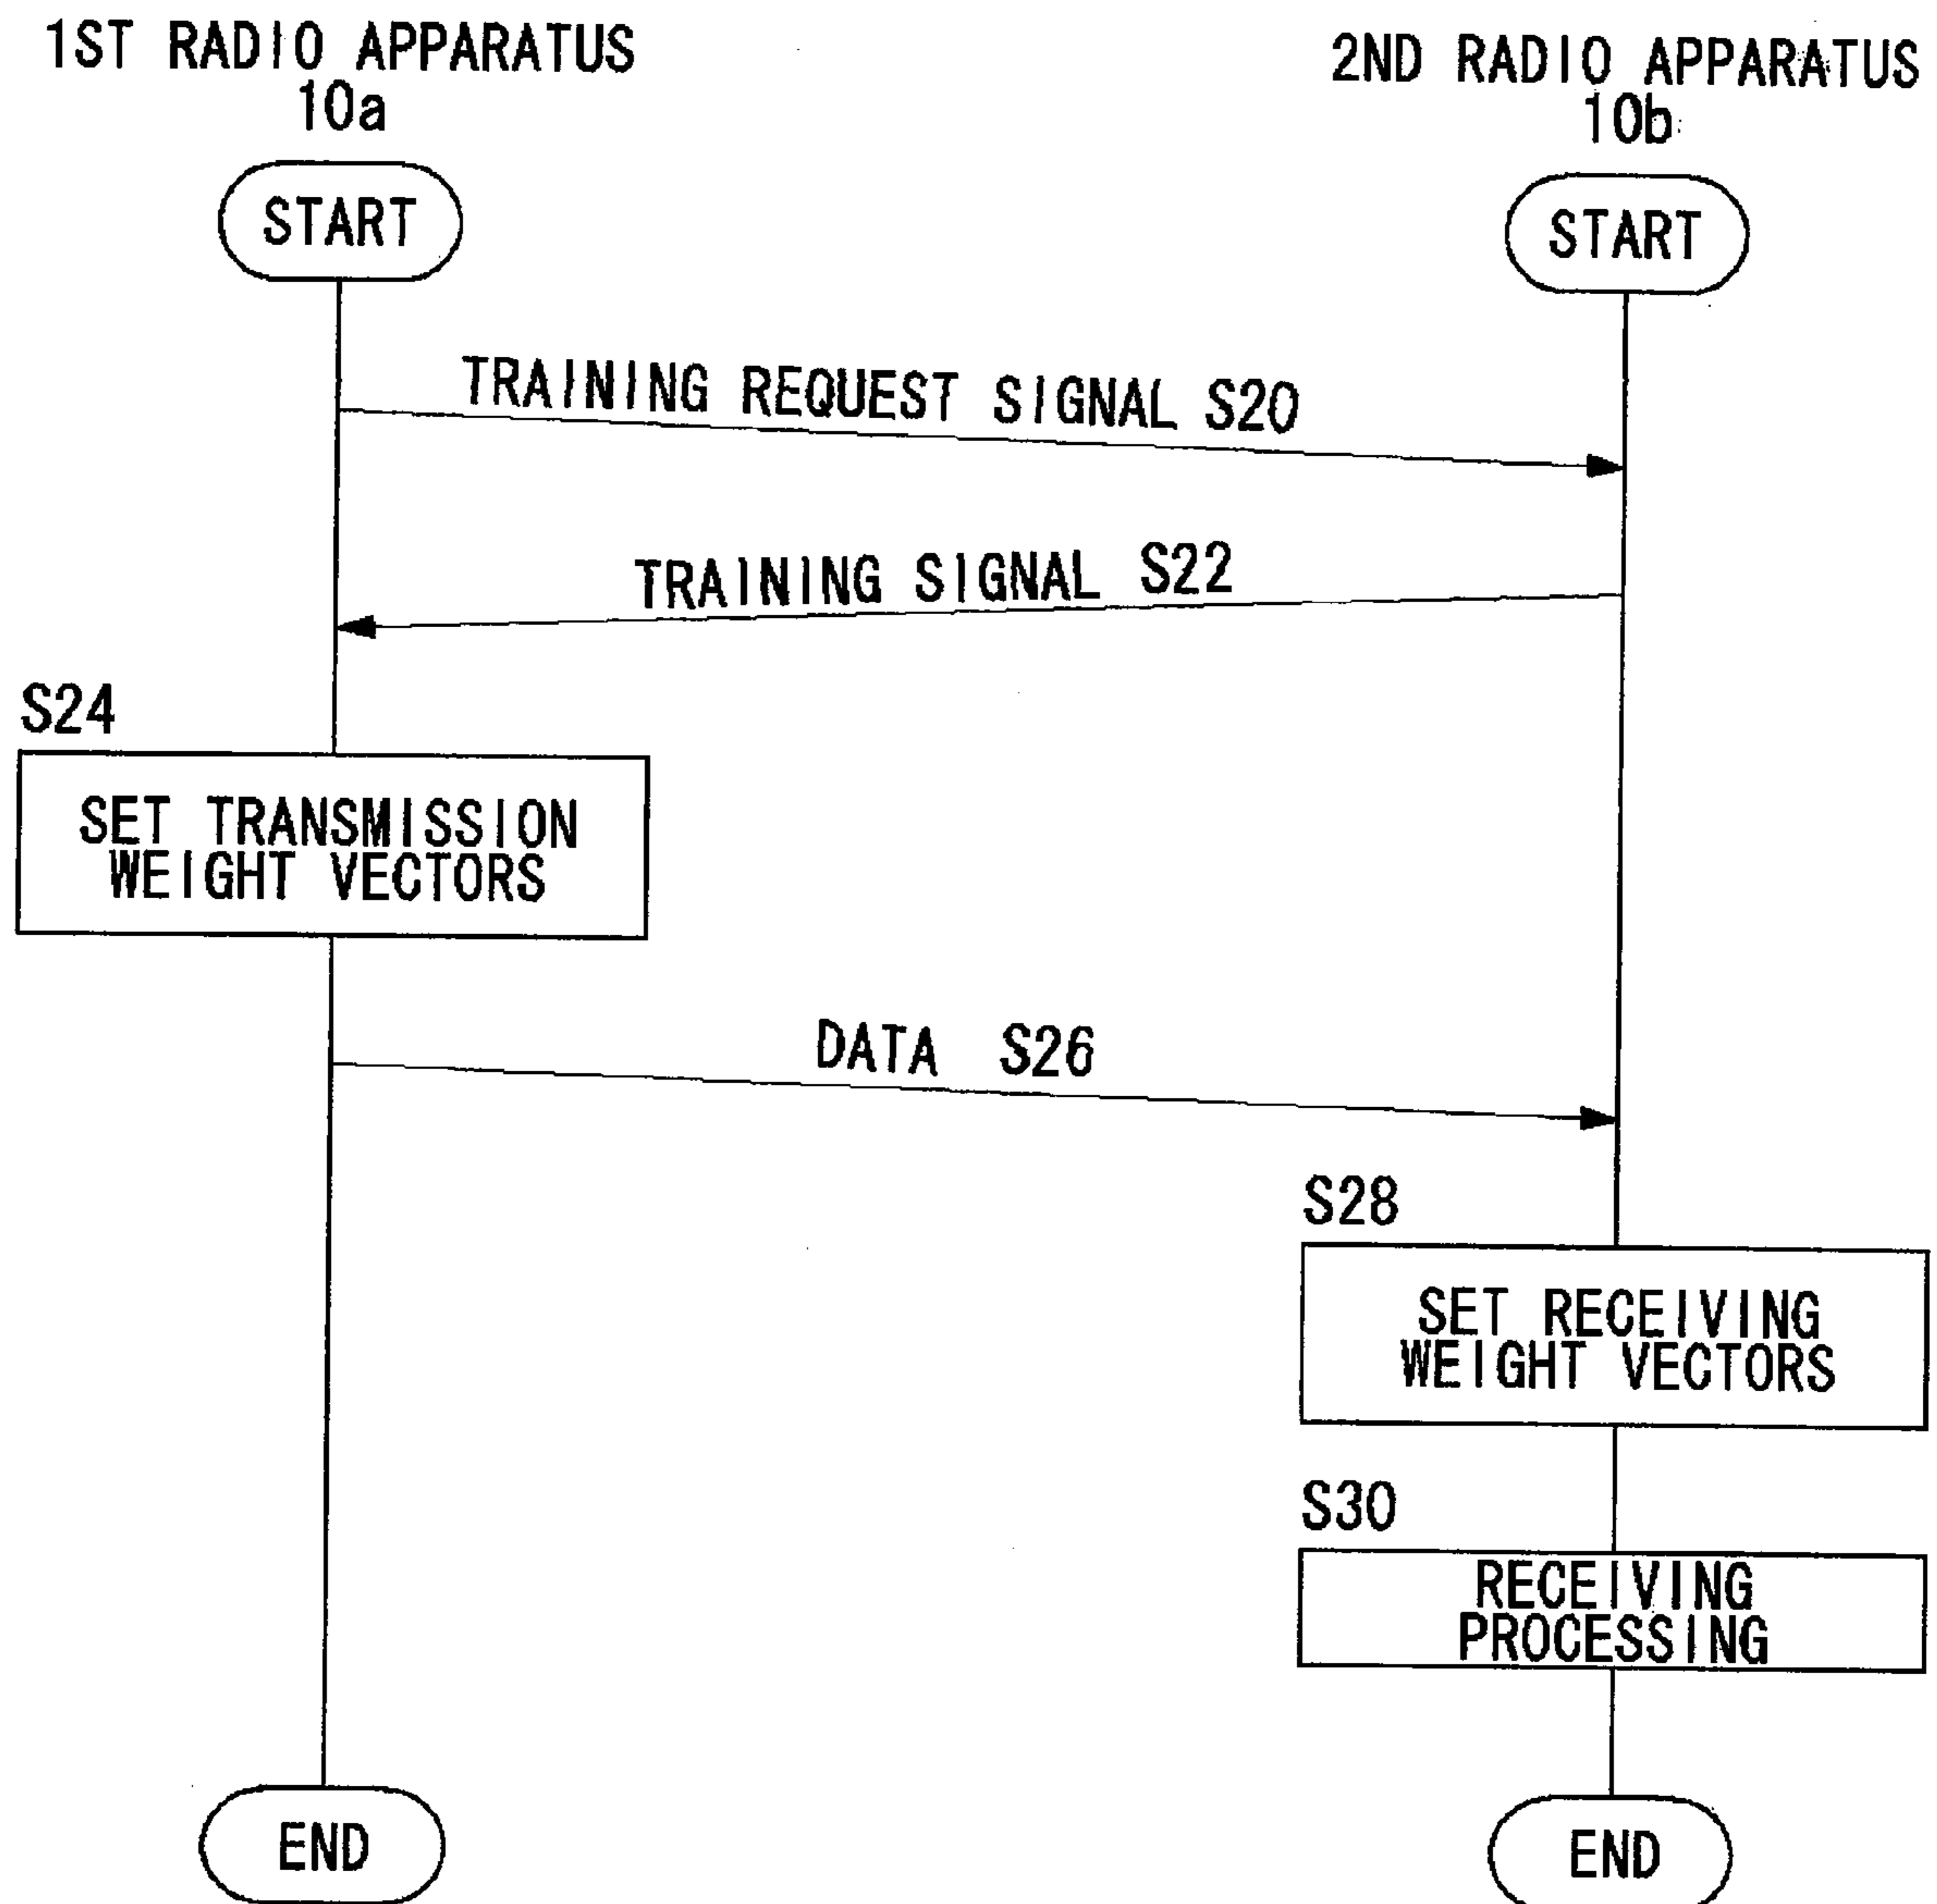 1ST RADIO APPARATUS
10a
2ND RADIO APPARATUS
10b
START
START
TRAINING REQUEST SIGNAL S20
TRAINING SIGNAL S22
S24
SET TRANSMISSION
WEIGHT VECTORS
DATA S26
S28
SET RECEIVING
WEIGHT VECTORS
S30
RECEIVING
PROCESSING
END
END